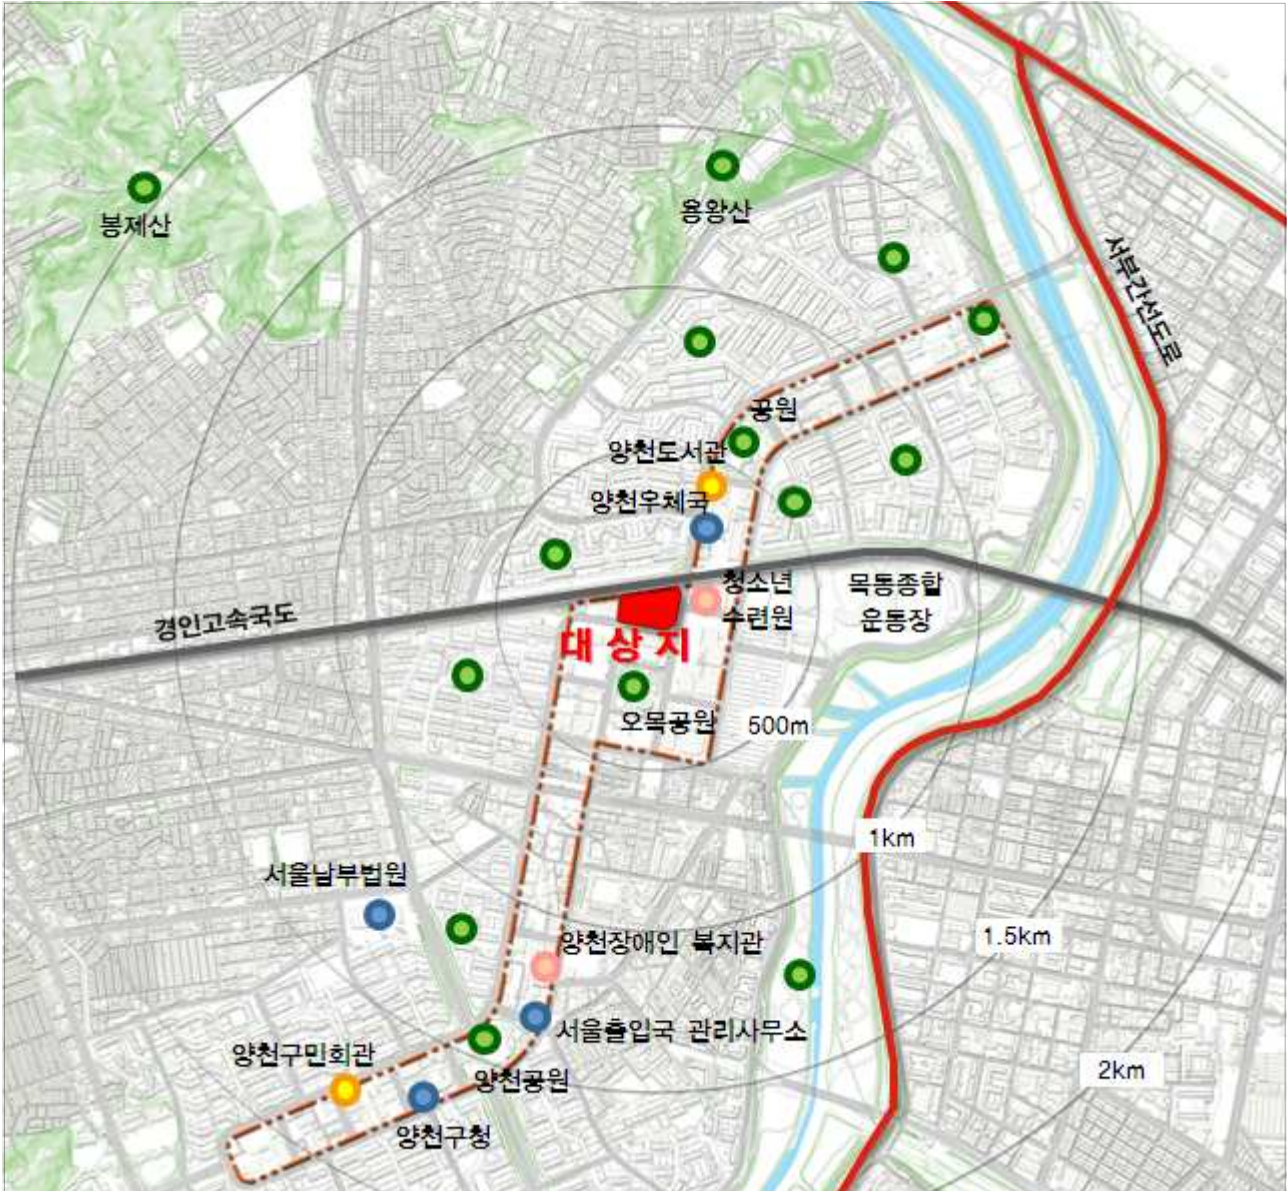 봉제산
용왕산
서부간선도로
공원
양천도서관
양천우체국
청소년
수련원
목동종합
운동장
경인고속국도
대상지
오목공원
500m
1km
서울남부법원
1.5km
양천장애인 복지관
서울출입국 관리사무소
양천구민회관
2km
양천공원
양천구청